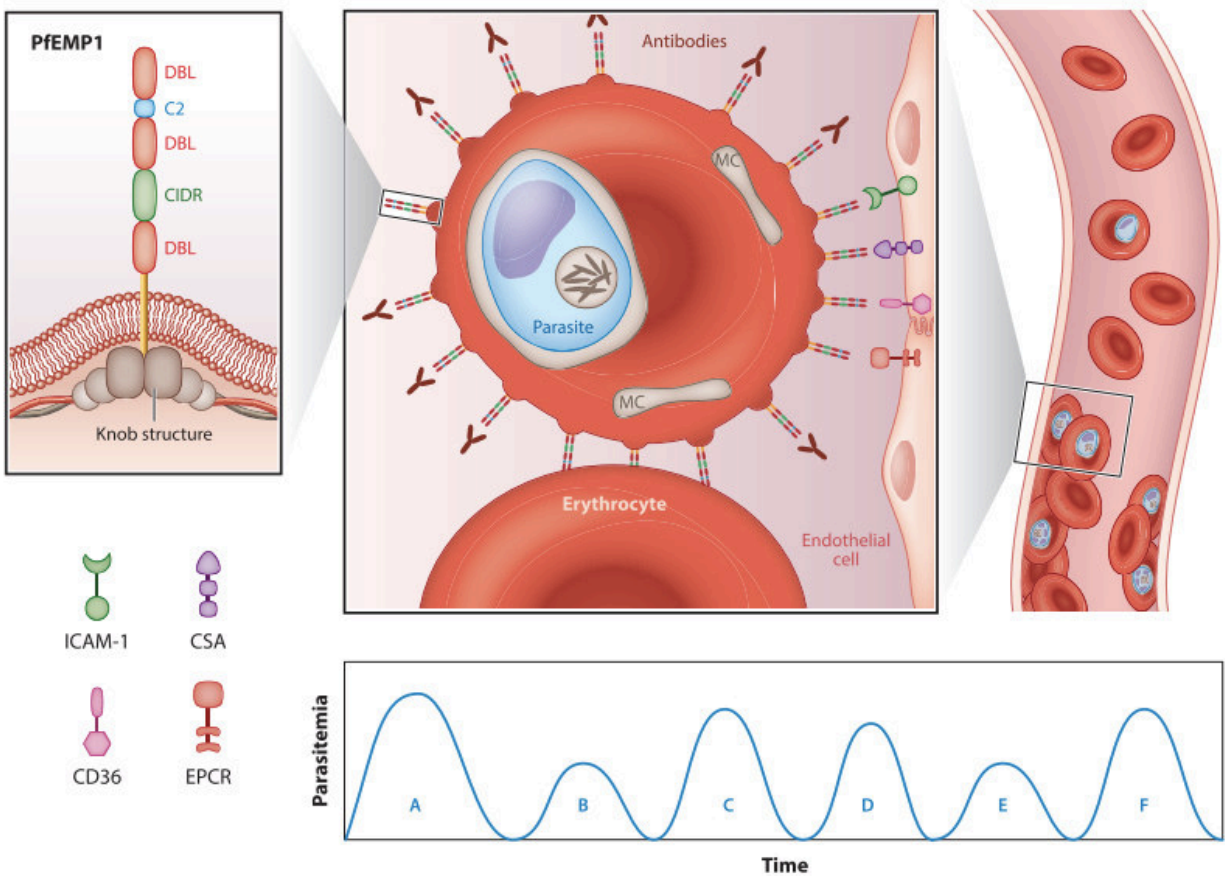 PfEMP1
DBL
C2
DBL
CIDR
DBL
Knob structure
Antibodies
MC
Parasite
MC
Erythrocyte
Endothelial
cell
ICAM-1
CSA
CD36
EPCR
Parasitemia
A
B
C
D
E
F
Time